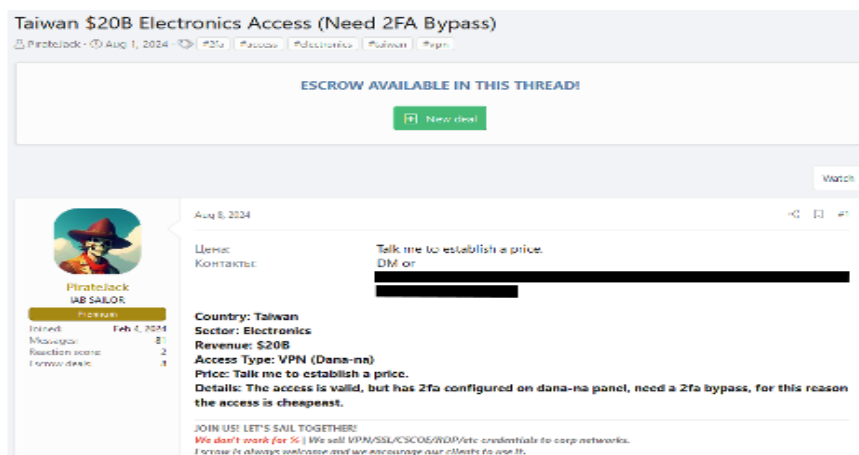 Taiwan $20B Electronics Access (Need 2FA Bypass)
PirateJack · Aug 1, 2024 · #2fa #access #electronics #taiwan #vpn
ESCROW AVAILABLE IN THIS THREAD!
New deal
Watch
Aug 8, 2024 #1
Цена: Talk me to establish a price.
Контакты: DM or
PirateJack
IAB SAILOR
Premium
Joined: Feb 4, 2024
Messages: 81
Reaction score: 2
Escrow deals:
Country: Taiwan
Sector: Electronics
Revenue: $20B
Access Type: VPN (Dana-na)
Price: Talk me to establish a price.
Details: The access is valid, but has 2fa configured on dana-na panel, need a 2fa bypass, for this reason
the access is cheapeast.
JOIN US! LET'S SAIL TOGETHER!
We don't work for % | We sell VPN/SSL/CSCOE/RDP/etc credentials to corp networks.
Escrow is always welcome and we encourage our clients to use it.